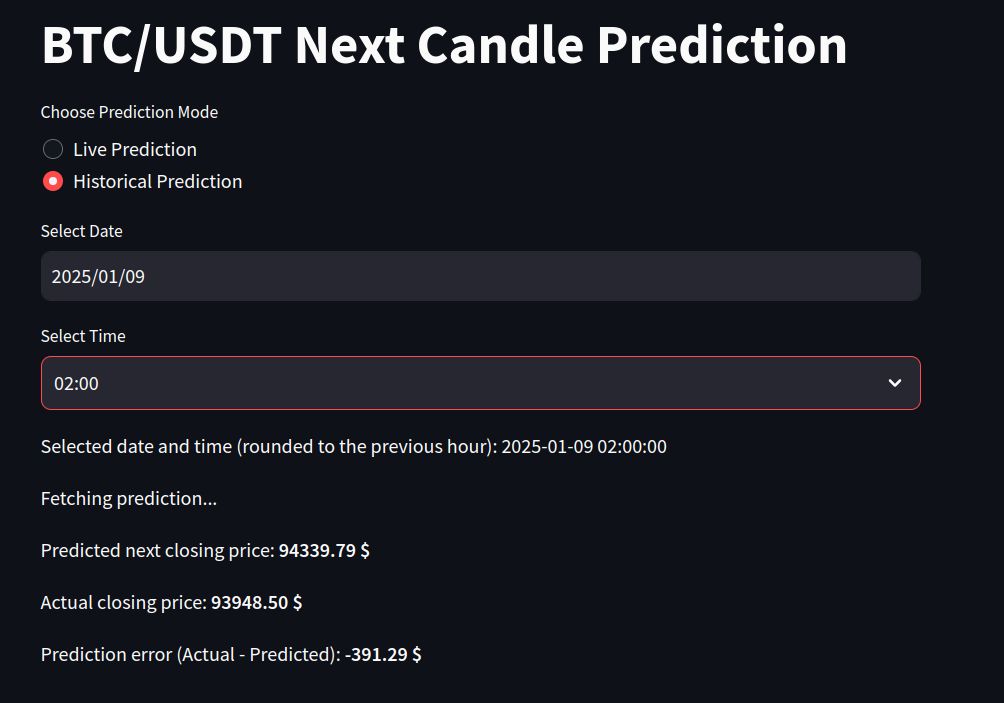 BTC/USDT Next Candle Prediction
Choose Prediction Mode
Live Prediction
Historical Prediction
Select Date
2025/01/09
Select Time
02:00
Selected date and time (rounded to the previous hour): 2025-01-09 02:00:00
Fetching prediction...
Predicted next closing price: 94339.79 $
Actual closing price: 93948.50 $
Prediction error (Actual - Predicted): -391.29 $